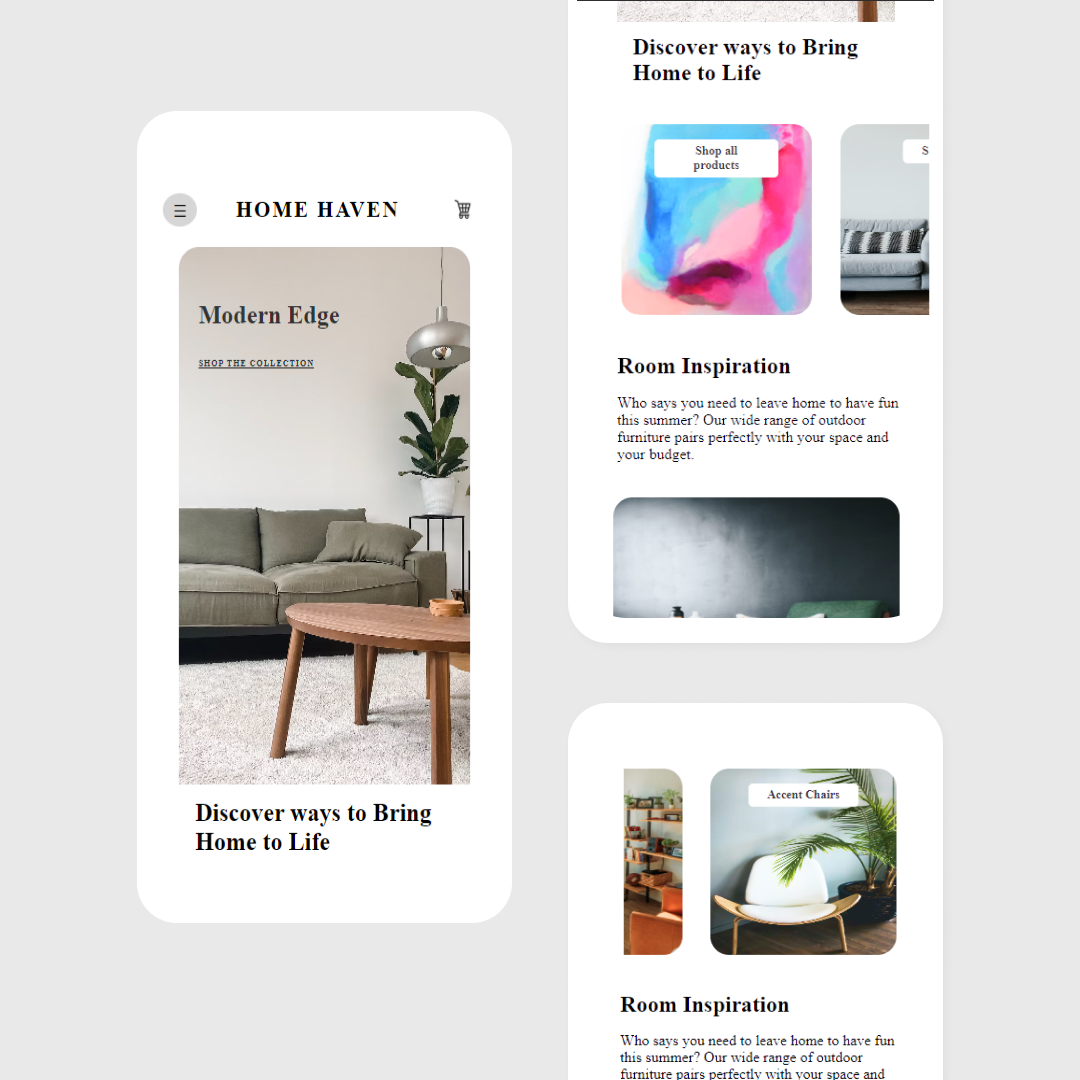 HOME HAVEN
Modern Edge
SHOP THE COLLECTION
Discover ways to Bring
Home to Life
Discover ways to Bring
Home to Life
Shop all
products
S
Room Inspiration
Who says you need to leave home to have fun
this summer? Our wide range of outdoor
furniture pairs perfectly with your space and
your budget.
Accent Chairs
Room Inspiration
Who says you need to leave home to have fun
this summer? Our wide range of outdoor
furniture pairs perfectly with your space and